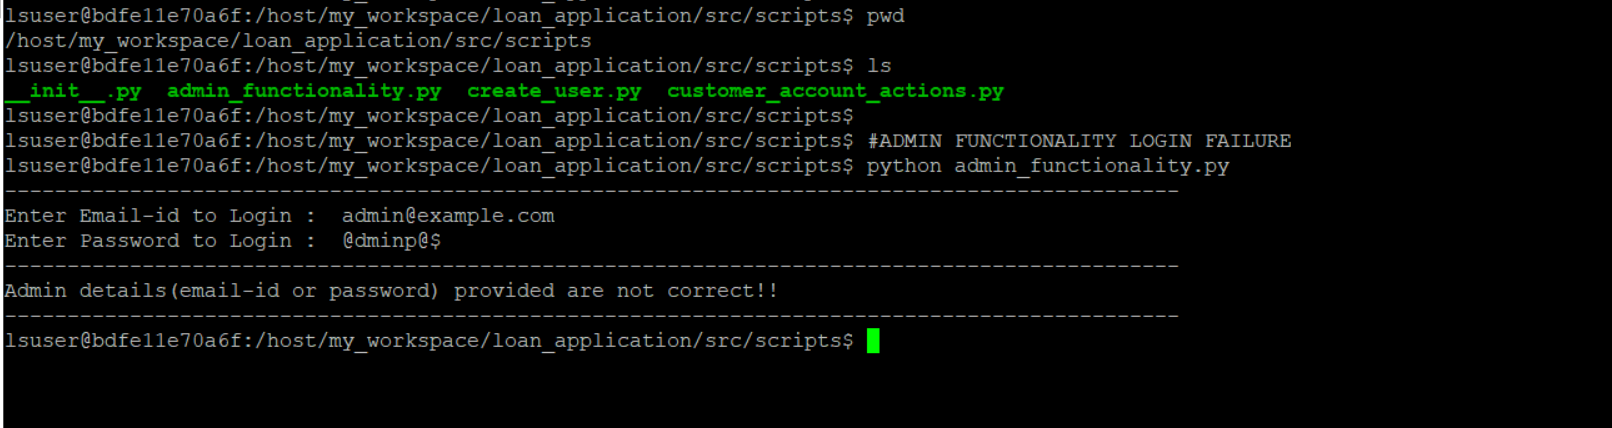 lsuser@bdfe11e70a6f:/host/my_workspace/loan_application/src/scripts$ pwd
/host/my_workspace/loan_application/src/scripts
lsuser@bdfe11e70a6f:/host/my_workspace/loan_application/src/scripts$ ls
__init__.py  admin_functionality.py  create_user.py  customer_account_actions.py
lsuser@bdfe11e70a6f:/host/my_workspace/loan_application/src/scripts$
lsuser@bdfe11e70a6f:/host/my_workspace/loan_application/src/scripts$ #ADMIN FUNCTIONALITY LOGIN FAILURE
lsuser@bdfe11e70a6f:/host/my_workspace/loan_application/src/scripts$ python admin_functionality.py
----------------------------------------------------------------------------------------------
Enter Email-id to Login :  admin@example.com
Enter Password to Login :  @dminp@$
----------------------------------------------------------------------------------------------
Admin details(email-id or password) provided are not correct!!
----------------------------------------------------------------------------------------------
lsuser@bdfe11e70a6f:/host/my_workspace/loan_application/src/scripts$